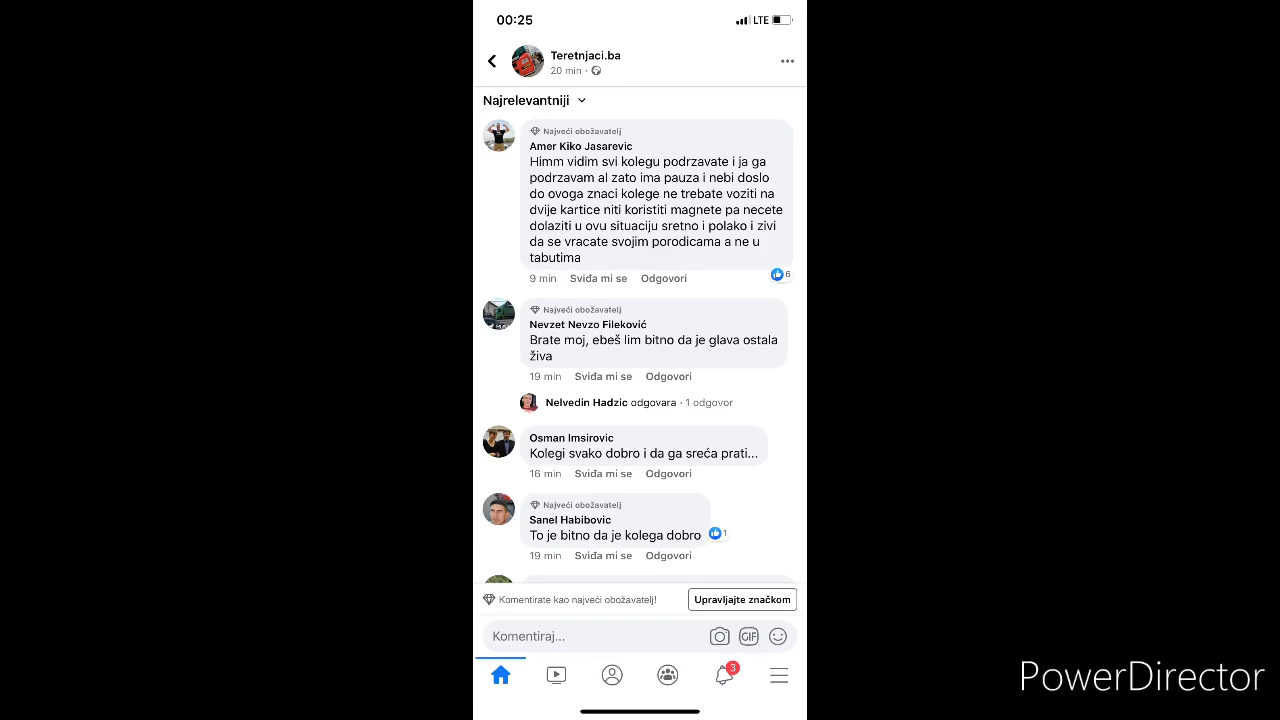 00:25
LTE
Teretnjaci.ba
20 min ·
Najrelevantniji
Najveći obožavatelj
Amer Kiko Jasarevic
Himm vidim svi kolegu podrzavate i ja ga
podrzavam al zato ima pauza i nebi doslo
do ovoga znaci kolege ne trebate voziti na
dvije kartice niti koristiti magnete pa necete
dolaziti u ovu situaciju sretno i polako i zivi
da se vracate svojim porodicama a ne u
tabutima
9 min Sviđa mi se Odgovori 6
Najveći obožavatelj
Nevzet Nevzo Fileković
Brate moj, ebeš lim bitno da je glava ostala
živa
19 min Sviđa mi se Odgovori
Nelvedin Hadzic odgovara · 1 odgovor
Osman Imsirovic
Kolegi svako dobro i da ga sreća prati...
16 min Sviđa mi se Odgovori
Najveći obožavatelj
Sanel Habibovic
To je bitno da je kolega dobro 1
19 min Sviđa mi se Odgovori
Komentirate kao najveći obožavatelj! Upravljajte značkom
Komentiraj... GIF
3
PowerDirector